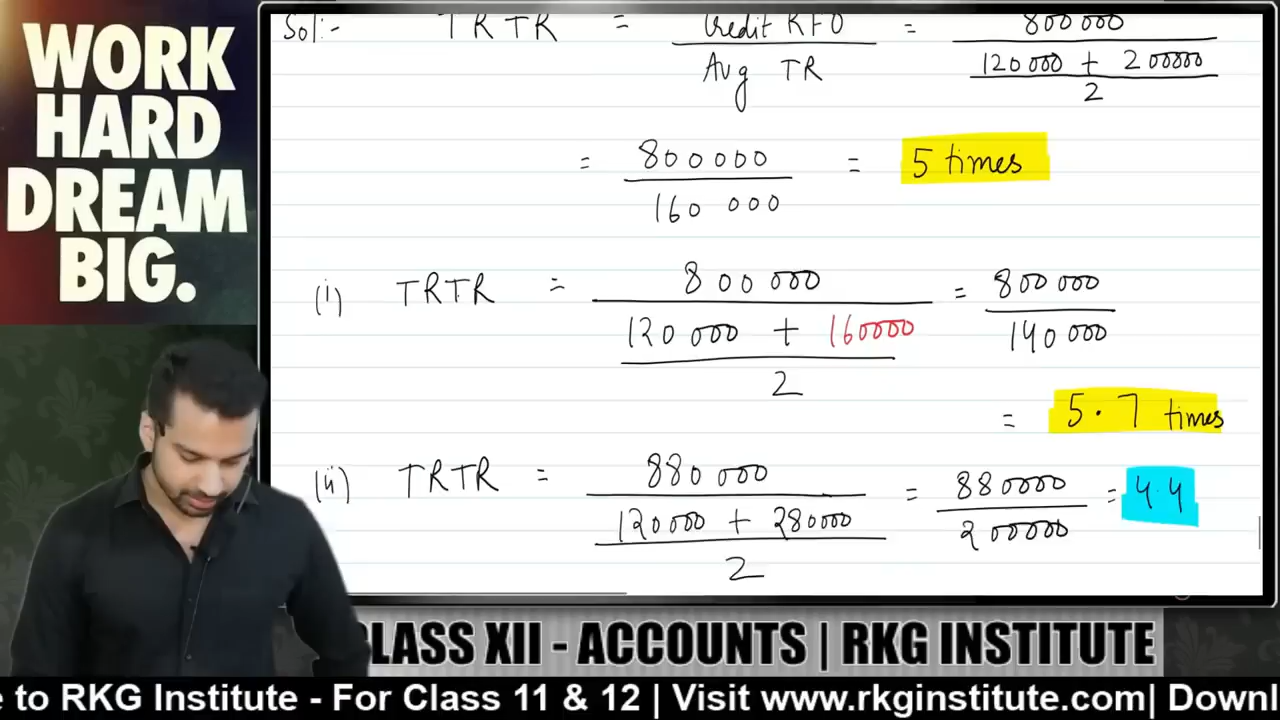 WORK
HARD
DREAM
BIG.
Sol:- TRTR = Credit RFO / Avg TR = 800000 / (120000 + 200000 / 2)
= 800000 / 160000 = 5 times
(i) TRTR = 800000 / (120000 + 160000 / 2) = 800000 / 140000
= 5.7 times
(ii) TRTR = 880000 / (120000 + 280000 / 2) = 880000 / 200000 = 4.4
CLASS XII - ACCOUNTS | RKG INSTITUTE
e to RKG Institute - For Class 11 & 12 | Visit www.rkginstitute.com| Downl